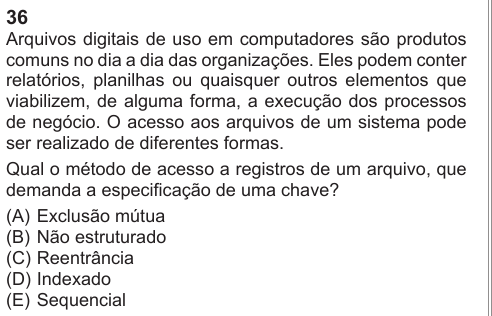 36
Arquivos digitais de uso em computadores são produtos
comuns no dia a dia das organizações. Eles podem conter
relatórios, planilhas ou quaisquer outros elementos que
viabilizem, de alguma forma, a execução dos processos
de negócio. O acesso aos arquivos de um sistema pode
ser realizado de diferentes formas.
Qual o método de acesso a registros de um arquivo, que
demanda a especificação de uma chave?
(A) Exclusão mútua
(B) Não estruturado
(C) Reentrância
(D) Indexado
(E) Sequencial